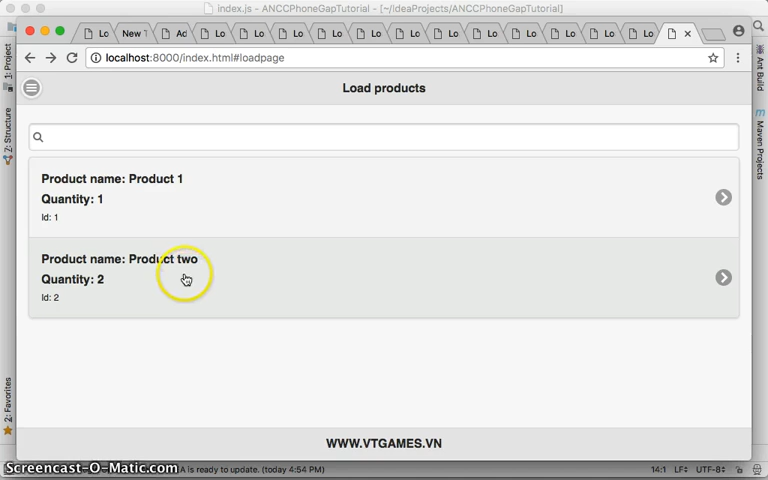 index.js - ANCCPhoneGapTutorial - [~/IdeaProjects/ANCCPhoneGapTutorial]
Lo New T Ad Lo Lo Lo Lo Lo Lo Lo Lo Lo Lo Lo Lo
localhost:8000/index.html#loadpage
Load products
Product name: Product 1
Quantity: 1
Id: 1
Product name: Product two
Quantity: 2
Id: 2
WWW.VTGAMES.VN
1: Project
7: Structure
2: Favorites
Ant Build
Maven Projects
Screencast-O-Matic.com
A is ready to update. (today 4:54 PM)
14:1 LF÷ UTF-8÷